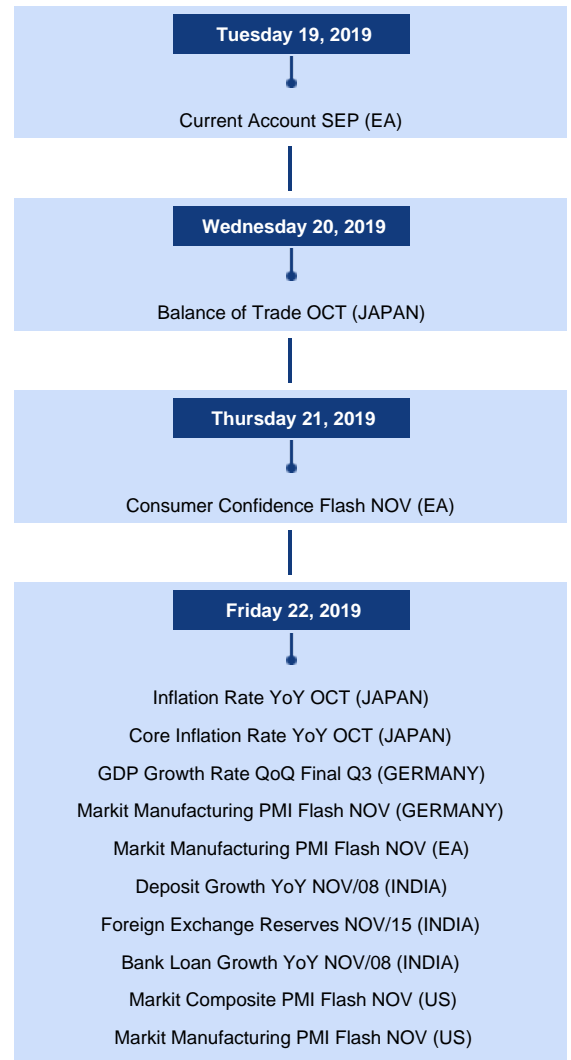 Tuesday 19, 2019
Current Account SEP (EA)
Wednesday 20, 2019
Balance of Trade OCT (JAPAN)
Thursday 21, 2019
Consumer Confidence Flash NOV (EA)
Friday 22, 2019
Inflation Rate YoY OCT (JAPAN)
Core Inflation Rate YoY OCT (JAPAN)
GDP Growth Rate QoQ Final Q3 (GERMANY)
Markit Manufacturing PMI Flash NOV (GERMANY)
Markit Manufacturing PMI Flash NOV (EA)
Deposit Growth YoY NOV/08 (INDIA)
Foreign Exchange Reserves NOV/15 (INDIA)
Bank Loan Growth YoY NOV/08 (INDIA)
Markit Composite PMI Flash NOV (US)
Markit Manufacturing PMI Flash NOV (US)